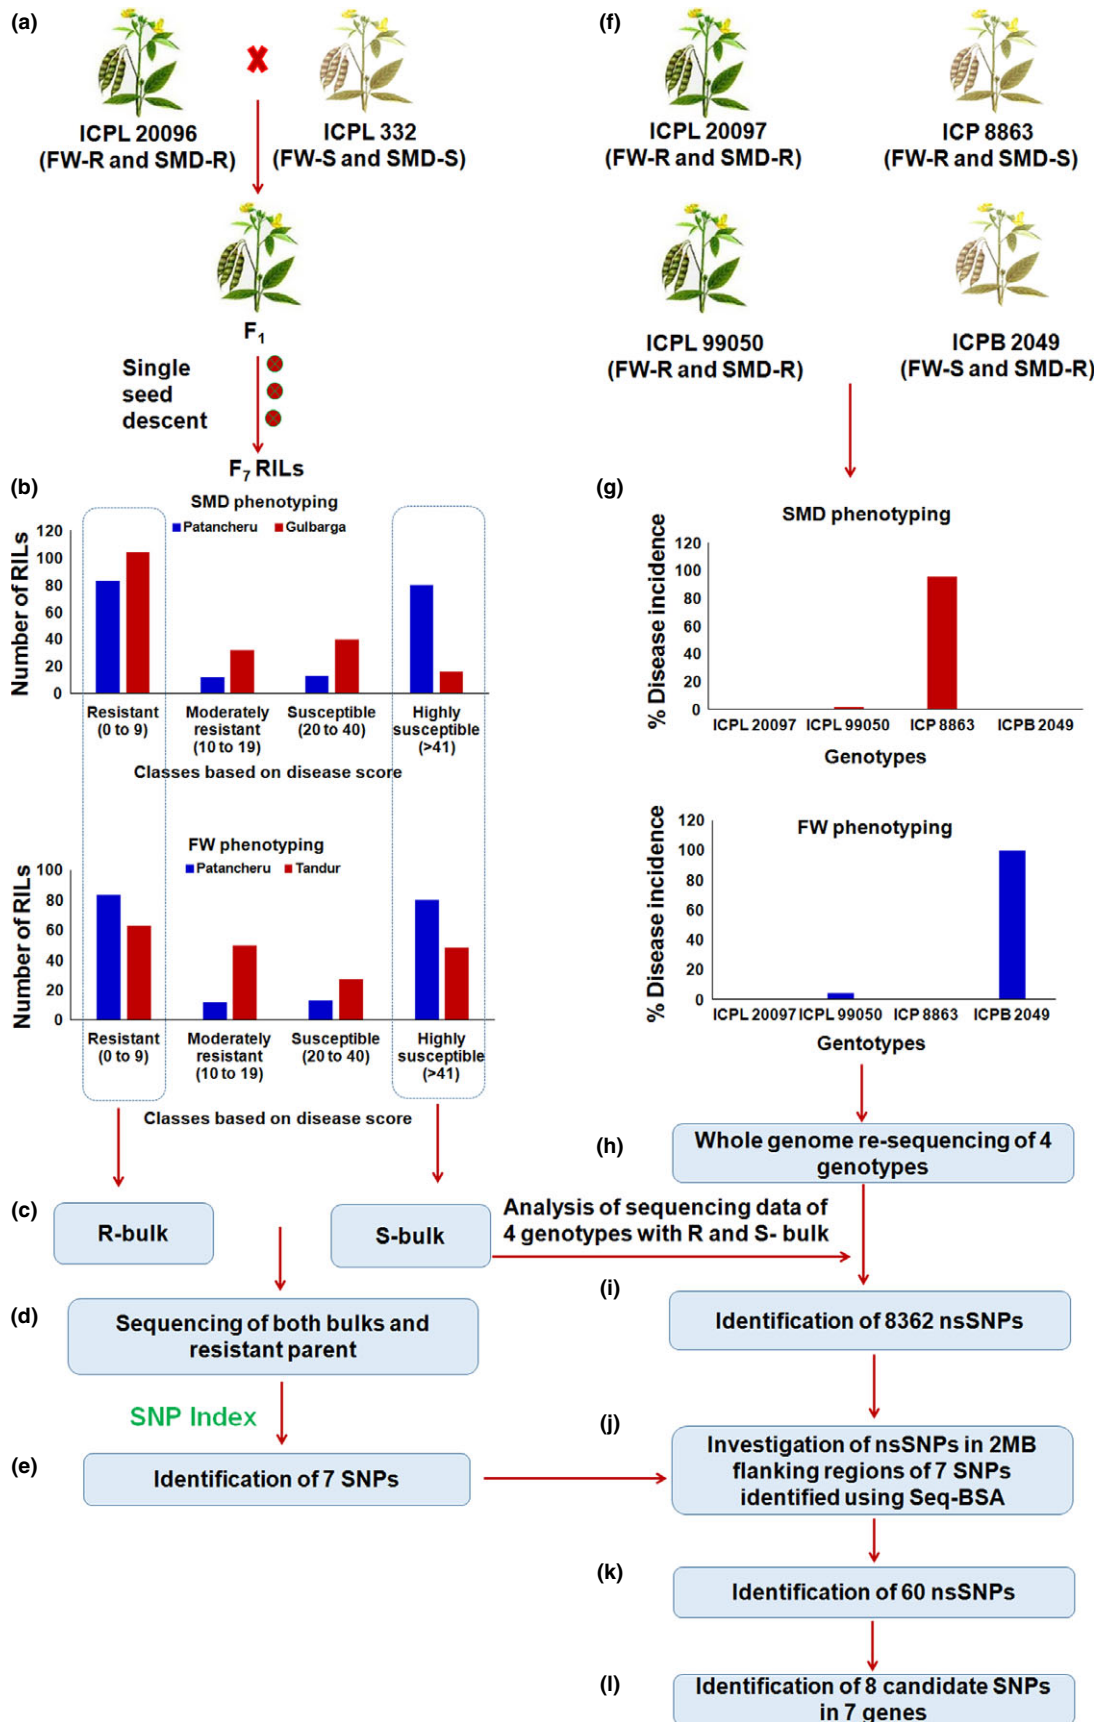 (a)
ICPL 20096
(FW-R and SMD-R)
ICPL 332
(FW-S and SMD-S)
F1
Single
seed
descent
F7 RILs
(b)
SMD phenotyping
Patancheru
Gulbarga
Number of RILs
120
100
80
60
40
20
0
Resistant
(0 to 9)
Moderately
resistant
(10 to 19)
Susceptible
(20 to 40)
Highly
susceptible
(>41)
Classes based on disease score
FW phenotyping
Patancheru
Tandur
Number of RILs
100
80
60
40
20
0
Resistant
(0 to 9)
Moderately
resistant
(10 to 19)
Susceptible
(20 to 40)
Highly
susceptible
(>41)
Classes based on disease score
(c)
R-bulk
S-bulk
Analysis of sequencing data of
4 genotypes with R and S- bulk
(d)
Sequencing of both bulks and
resistant parent
SNP Index
(e)
Identification of 7 SNPs
(f)
ICPL 20097
(FW-R and SMD-R)
ICP 8863
(FW-R and SMD-S)
ICPL 99050
(FW-R and SMD-R)
ICPB 2049
(FW-S and SMD-R)
(g)
SMD phenotyping
% Disease incidence
120
100
80
60
40
20
0
ICPL 20097
ICPL 99050
ICP 8863
ICPB 2049
Genotypes
FW phenotyping
% Disease incidence
120
100
80
60
40
20
0
ICPL 20097
ICPL 99050
ICP 8863
ICPB 2049
Gentotypes
(h)
Whole genome re-sequencing of 4
genotypes
(i)
Identification of 8362 nsSNPs
(j)
Investigation of nsSNPs in 2MB
flanking regions of 7 SNPs
identified using Seq-BSA
(k)
Identification of 60 nsSNPs
(l)
Identification of 8 candidate SNPs
in 7 genes